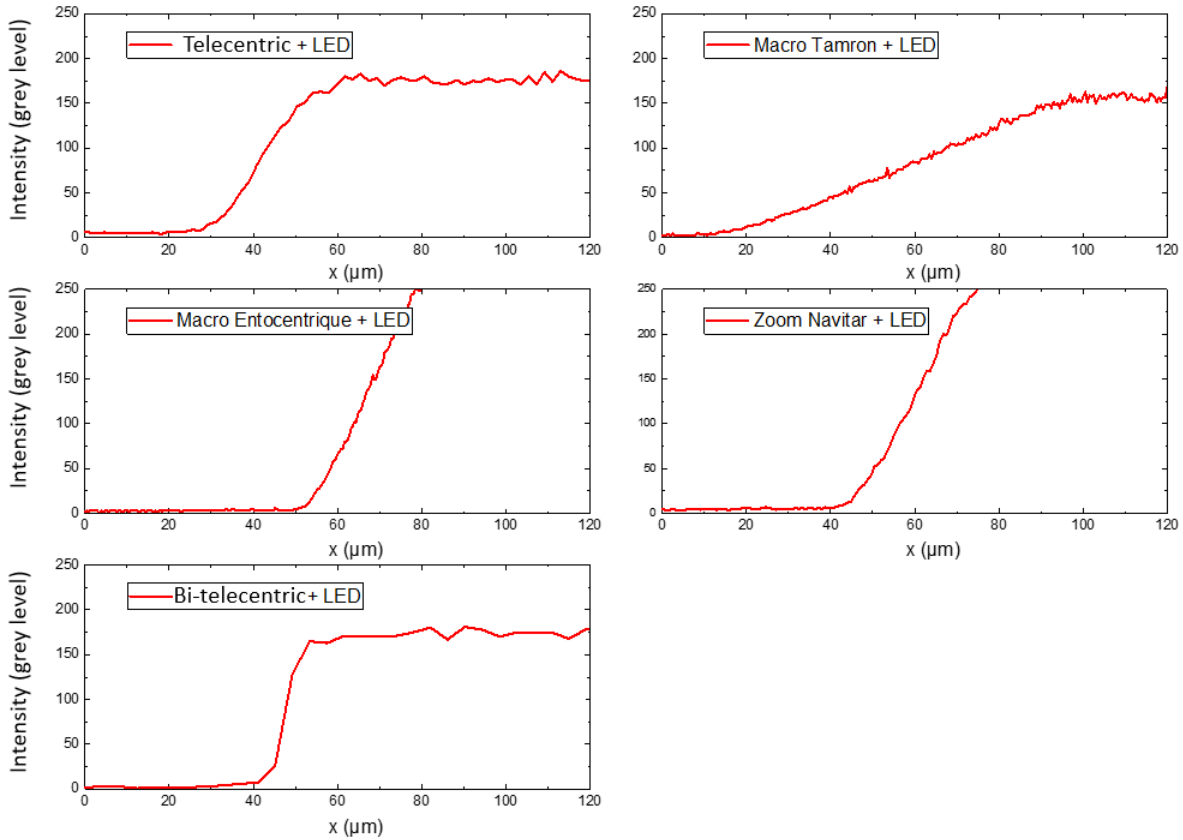 Intensity (grey level)
250
200
150
100
50
0
Telecentric + LED
0 20 40 60 80 100 120
x (µm)
250
200
150
100
50
0
Macro Tamron + LED
0 20 40 60 80 100 120
x (µm)
Intensity (grey level)
250
200
150
100
50
0
Macro Entocentrique + LED
0 20 40 60 80 100 120
x (µm)
250
200
150
100
50
0
Zoom Navitar + LED
0 20 40 60 80 100 120
x (µm)
Intensity (grey level)
250
200
150
100
50
0
Bi-telecentric + LED
0 20 40 60 80 100 120
x (µm)